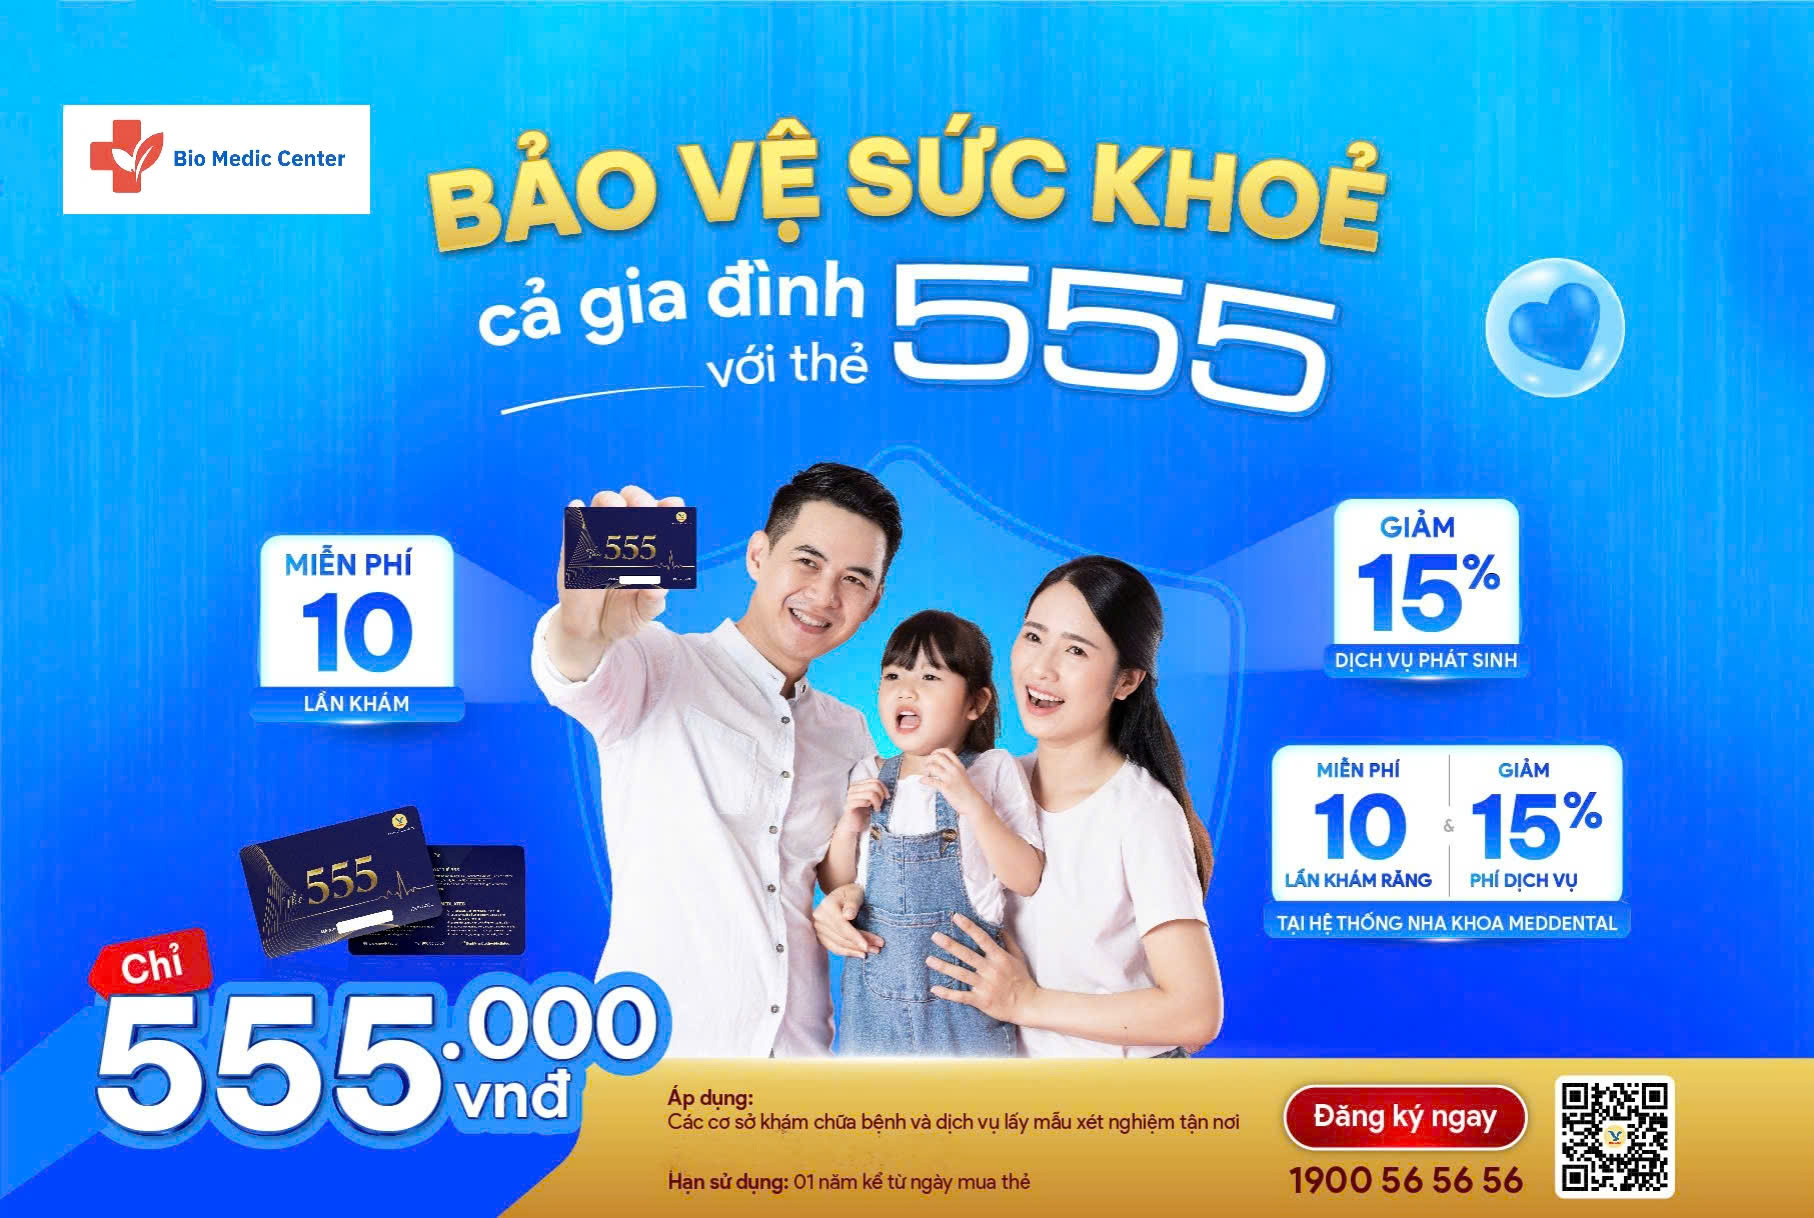 Bio Medic Center
BẢO VỆ SỨC KHOẺ
cả gia đình
với thẻ
555
MIỄN PHÍ
10
LẦN KHÁM
555
GIẢM
15%
DỊCH VỤ PHÁT SINH
MIỄN PHÍ
10
LẦN KHÁM RĂNG
&
GIẢM
15%
PHÍ DỊCH VỤ
TẠI HỆ THỐNG NHA KHOA MEDDENTAL
Thẻ 555
Chỉ
555.000
vnđ
Áp dụng:
Các cơ sở khám chữa bệnh và dịch vụ lấy mẫu xét nghiệm tận nơi
Hạn sử dụng: 01 năm kể từ ngày mua thẻ
Đăng ký ngay
1900 56 56 56